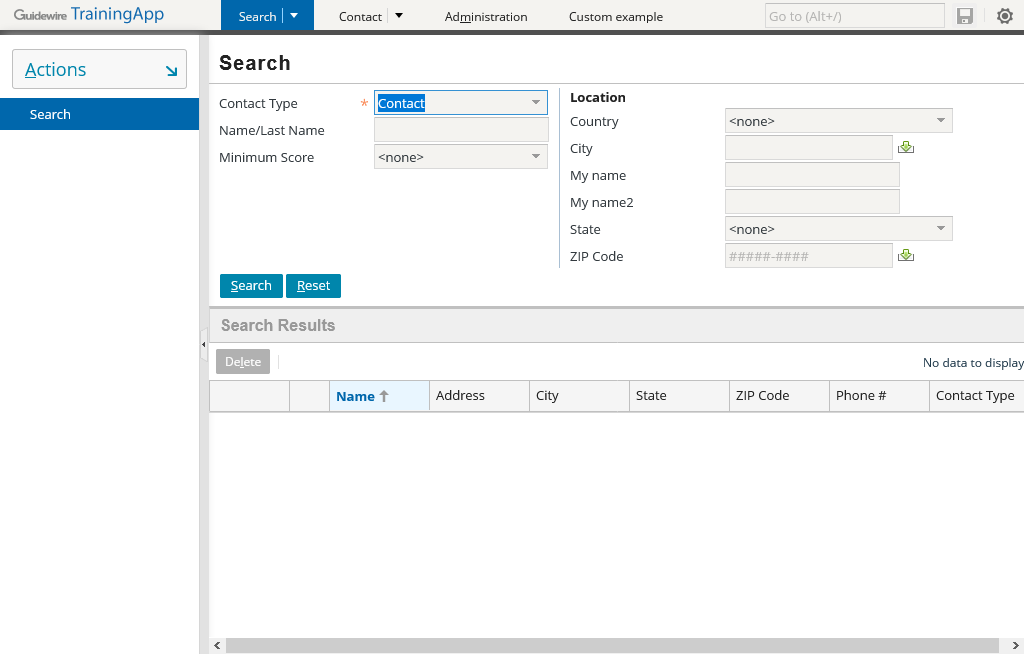 Guidewire TrainingApp
Search
Contact
Administration
Custom example
Go to (Alt+/)
Actions
Search
Search
Contact Type * Contact
Name/Last Name
Minimum Score <none>
Location
Country <none>
City
My name
My name2
State <none>
ZIP Code #####-####
Search Reset
Search Results
Delete
No data to display
Name Address City State ZIP Code Phone # Contact Type